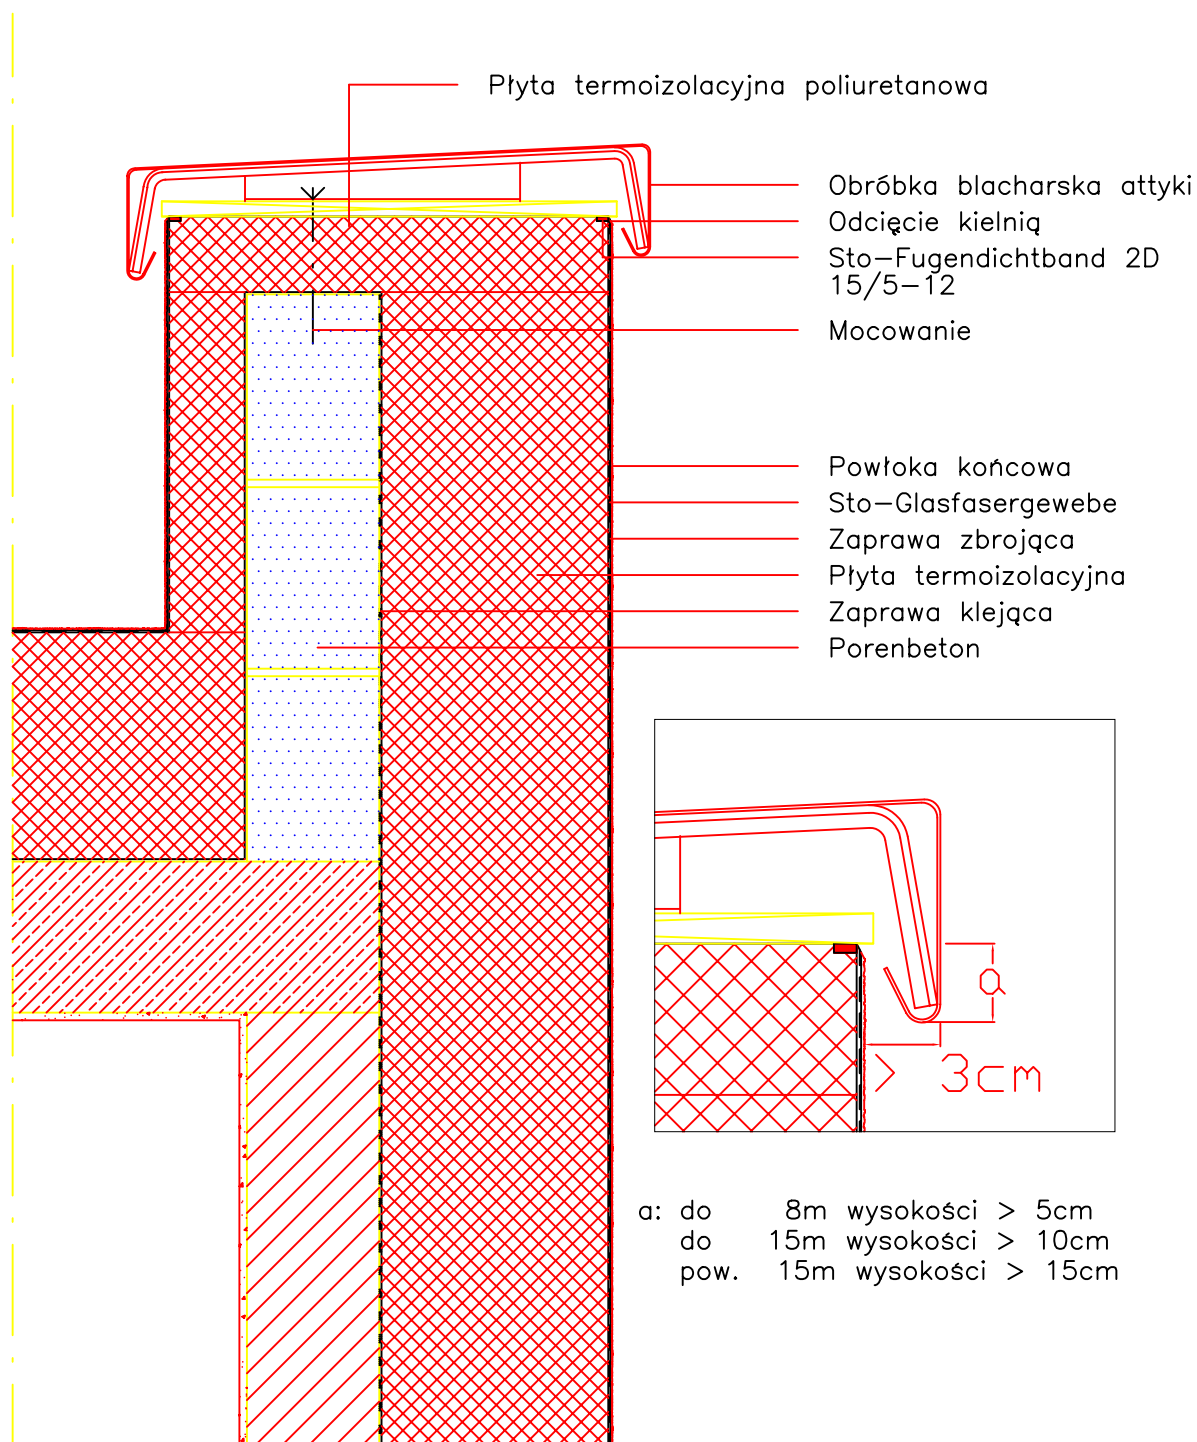 Płyta termoizolacyjna poliuretanowa
Obróbka blacharska attyki
Odcięcie kielnią
Sto-Fugendichtband 2D
15/5-12
Mocowanie
Powłoka końcowa
Sto-Glasfasergewebe
Zaprawa zbrojąca
Płyta termoizolacyjna
Zaprawa klejąca
Porenbeton
a
> 3cm
a: do 8m wysokości > 5cm
do 15m wysokości > 10cm
pow. 15m wysokości > 15cm